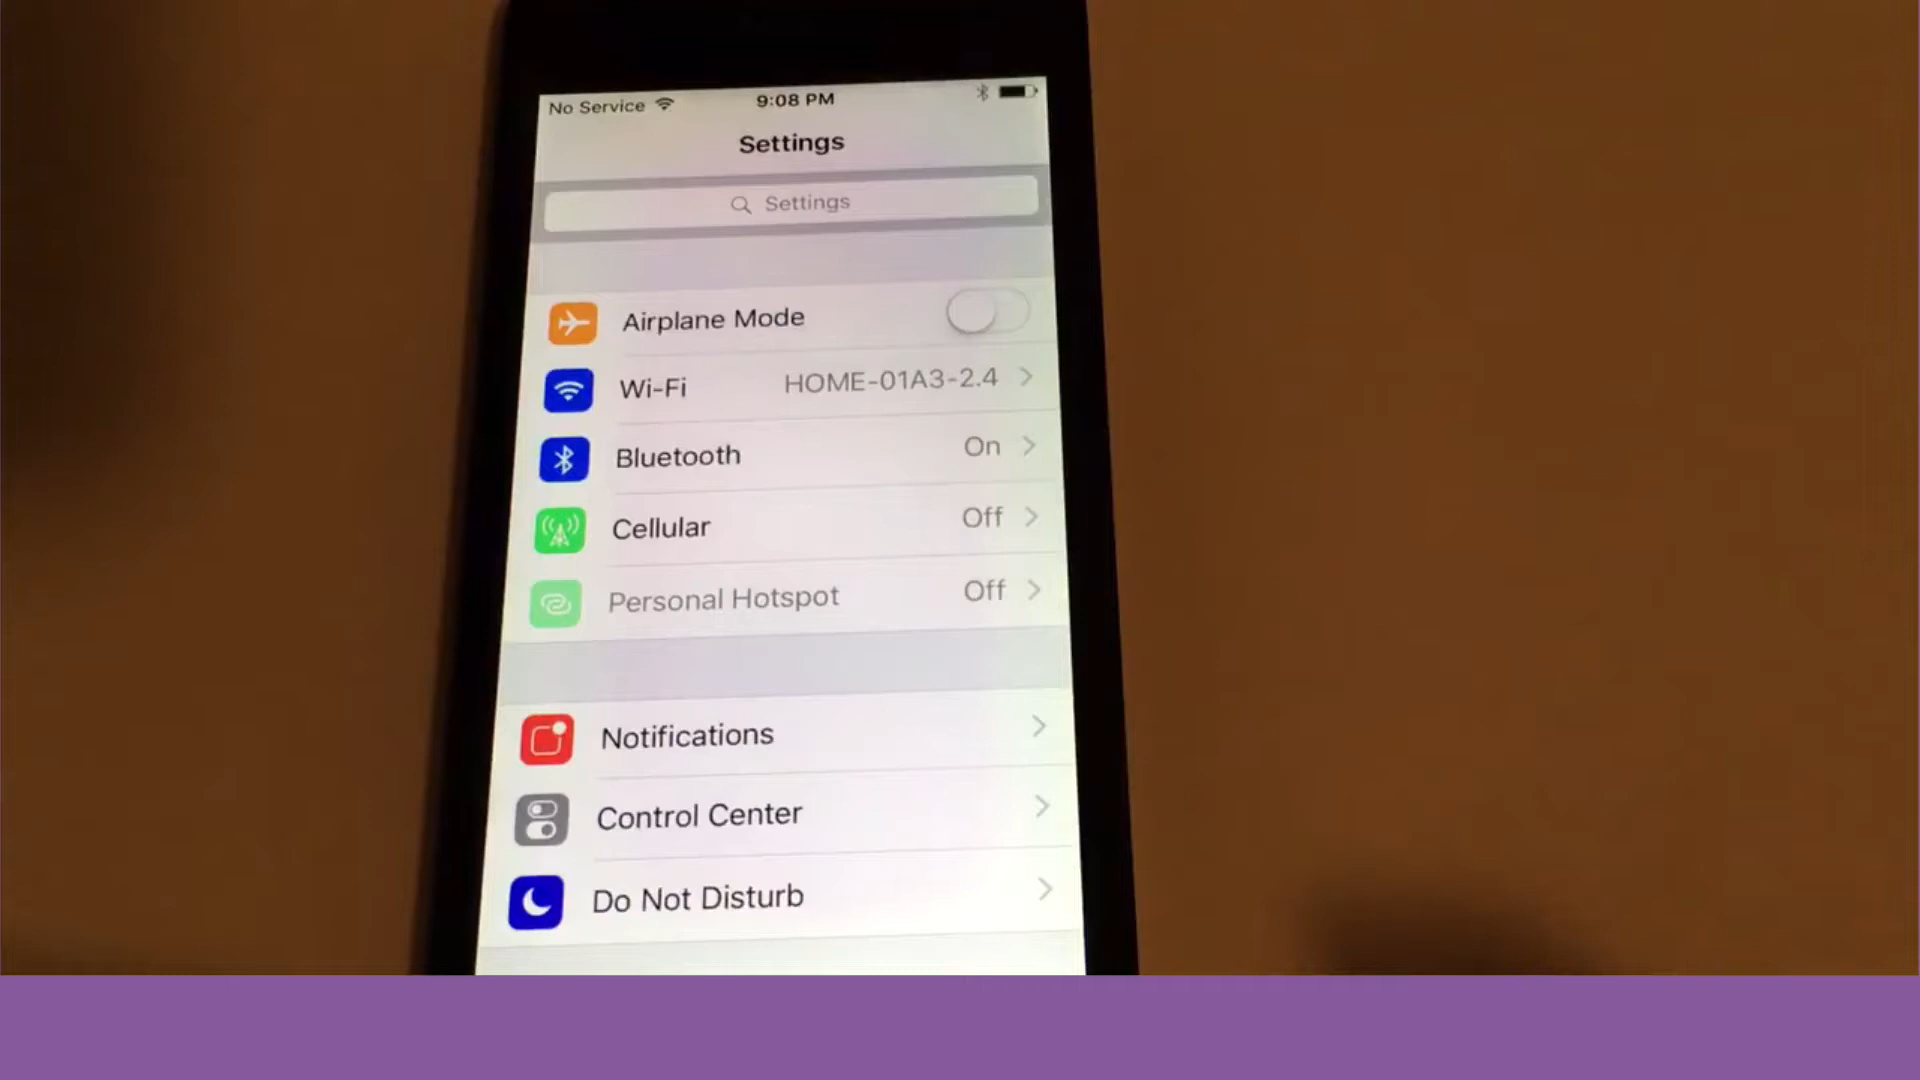 No Service 9:08 PM
Settings
Settings
Airplane Mode
Wi-Fi HOME-01A3-2.4
Bluetooth On
Cellular Off
Personal Hotspot Off
Notifications
Control Center
Do Not Disturb